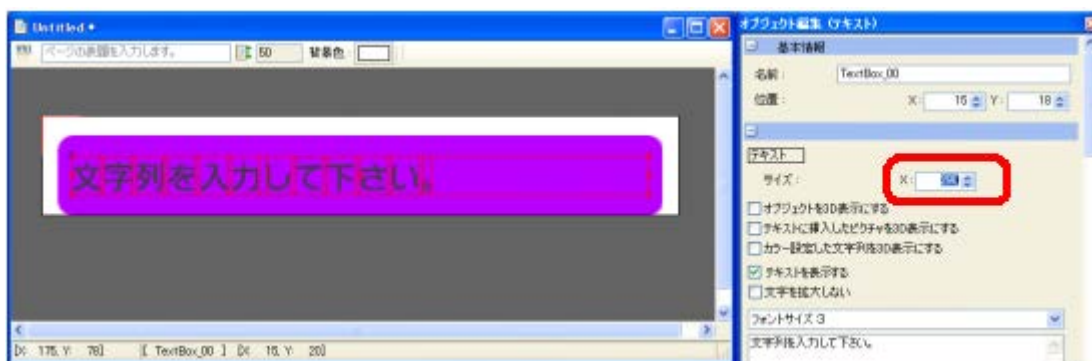 Untitled *
ページの表題を入力します。 50 背景色
文字列を入力して下さい。
[X: 175, Y: 78] [ TextBox_00 ] [X: 15, Y: 20]
オブジェクト編集 (テキスト)
基本情報
名前: TextBox_00
位置: X: 15 Y: 18
テキスト
サイズ: X:
オブジェクトを3D表示にする
テキストに挿入したピクチャを3D表示にする
カラー設定した文字列を3D表示にする
テキストを表示する
文字を拡大しない
フォントサイズ 3
文字列を入力して下さい。